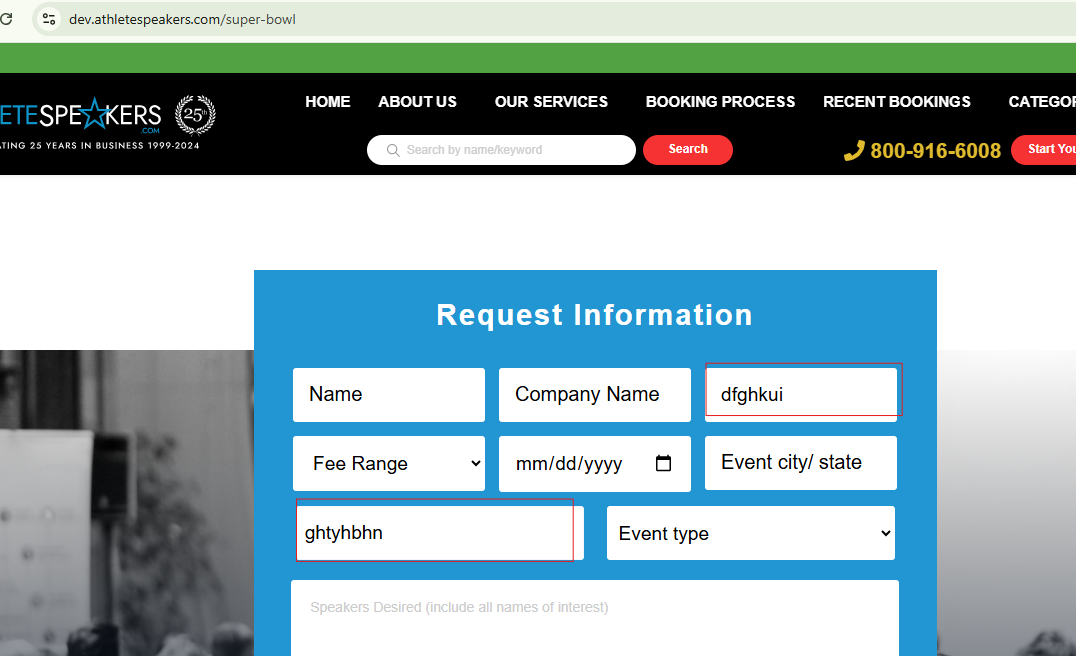 dev.athletespeakers.com/super-bowl
HOME ABOUT US OUR SERVICES BOOKING PROCESS RECENT BOOKINGS CATEGOR
ETESPEAKERS 25th
.COM
ATING 25 YEARS IN BUSINESS 1999-2024
Search by name/keyword Search 800-916-6008 Start You
Request Information
Name Company Name dfghkui
Fee Range mm/dd/yyyy Event city/ state
ghtyhbhn Event type
Speakers Desired (include all names of interest)